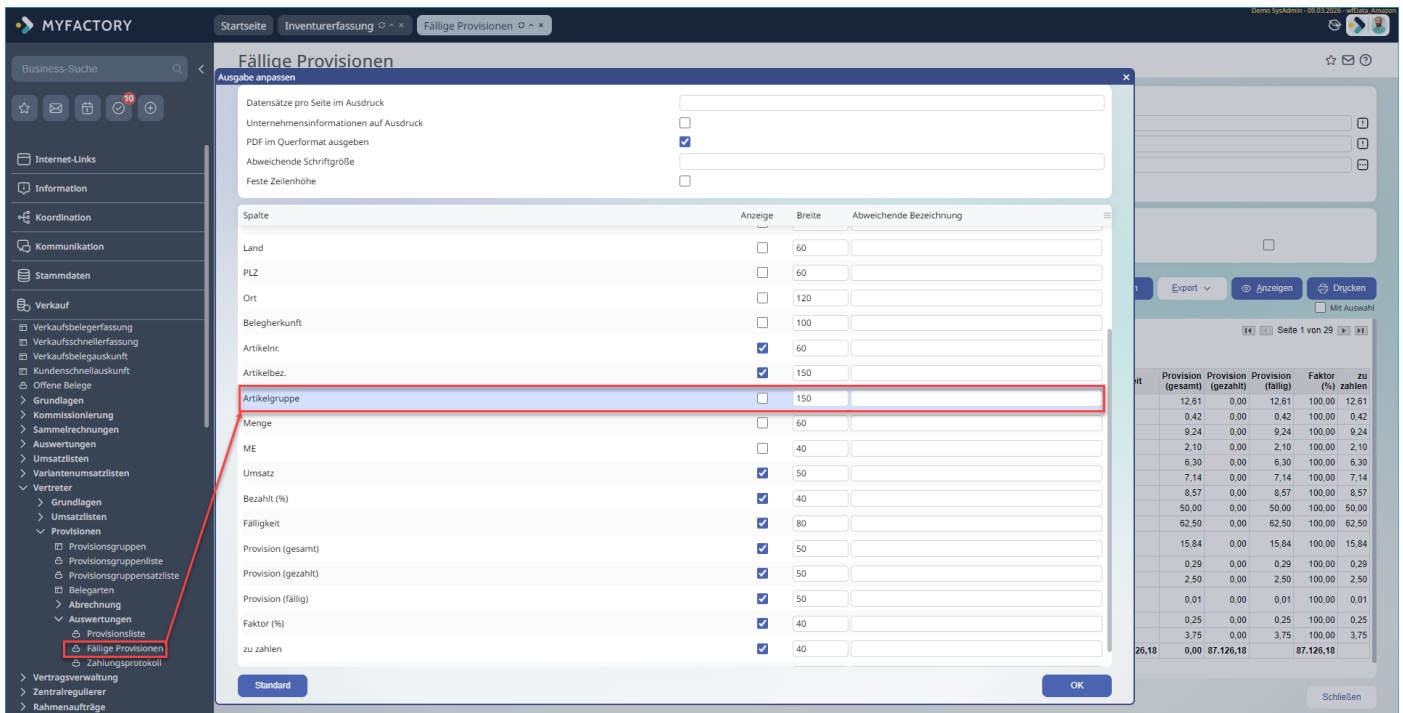 Demo SysAdmin - 09.03.2026 - wfData_Amazon
MYFACTORY
Startseite
Inventurerfassung
Fällige Provisionen
Business-Suche
10
Internet-Links
Information
Koordination
Kommunikation
Stammdaten
Verkauf
Verkaufsbelegerfassung
Verkaufsschnellerfassung
Verkaufsbelegauskunft
Kundenschnellauskunft
Offene Belege
Grundlagen
Kommissionierung
Sammelrechnungen
Auswertungen
Umsatzlisten
Variantenumsatzlisten
Vertreter
Grundlagen
Umsatzlisten
Provisionen
Provisionsgruppen
Provisionsgruppenliste
Provisionsgruppensatzliste
Belegarten
Abrechnung
Auswertungen
Provisionsliste
Fällige Provisionen
Zahlungsprotokoll
Vertragsverwaltung
Zentralregulierer
Rahmenaufträge
Fällige Provisionen
Ausgabe anpassen
Datensätze pro Seite im Ausdruck
Unternehmensinformationen auf Ausdruck
PDF im Querformat ausgeben
Abweichende Schriftgröße
Feste Zeilenhöhe
Spalte Anzeige Breite Abweichende Bezeichnung
Land 60
PLZ 60
Ort 120
Belegherkunft 100
Artikelnr. 60
Artikelbez. 150
Artikelgruppe 150
Menge 60
ME 40
Umsatz 50
Bezahlt (%) 40
Fälligkeit 80
Provision (gesamt) 50
Provision (gezahlt) 50
Provision (fällig) 50
Faktor (%) 40
zu zahlen 40
Standard
OK
Export
Anzeigen
Drucken
Mit Auswahl
Seite 1 von 29
Provision Provision Provision Faktor zu
(gesamt) (gezahlt) (fällig) (%) zahlen
12,61 0,00 12,61 100,00 12,61
0,42 0,00 0,42 100,00 0,42
9,24 0,00 9,24 100,00 9,24
2,10 0,00 2,10 100,00 2,10
6,30 0,00 6,30 100,00 6,30
7,14 0,00 7,14 100,00 7,14
8,57 0,00 8,57 100,00 8,57
50,00 0,00 50,00 100,00 50,00
62,50 0,00 62,50 100,00 62,50
15,84 0,00 15,84 100,00 15,84
0,29 0,00 0,29 100,00 0,29
2,50 0,00 2,50 100,00 2,50
0,01 0,00 0,01 100,00 0,01
0,25 0,00 0,25 100,00 0,25
3,75 0,00 3,75 100,00 3,75
26,18 0,00 87.126,18 87.126,18
Schließen